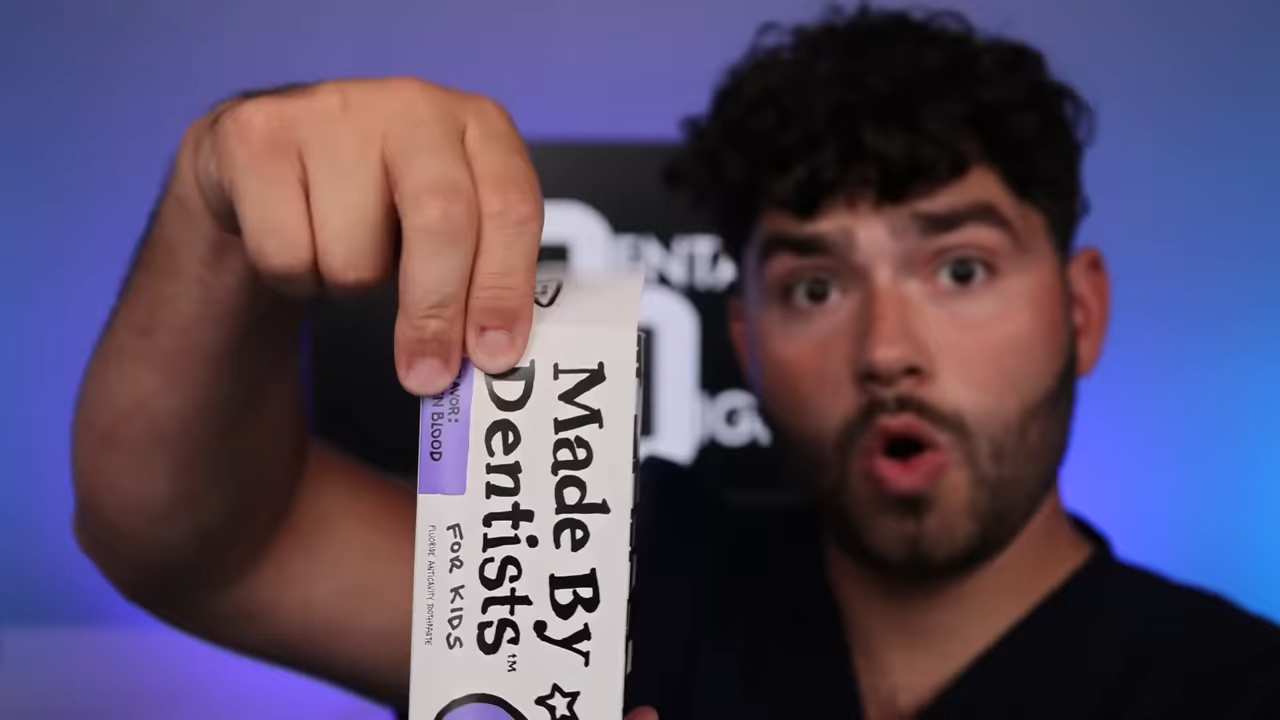 Made By
Dentists™
FOR KIDS
FLUORIDE ANTICAVITY TOOTHPASTE
BLOOD